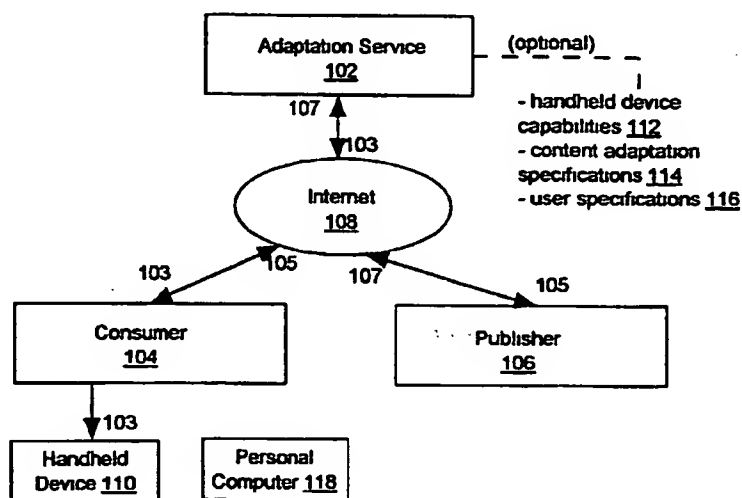 Adaptation Service
102
(optional)
107
103
- handheld device
capabilities 112
- content adaptation
specifications 114
- user specifications 116
Internet
108
103
105
107
105
Consumer
104
Publisher
106
103
Handheld
Device 110
Personal
Computer 118